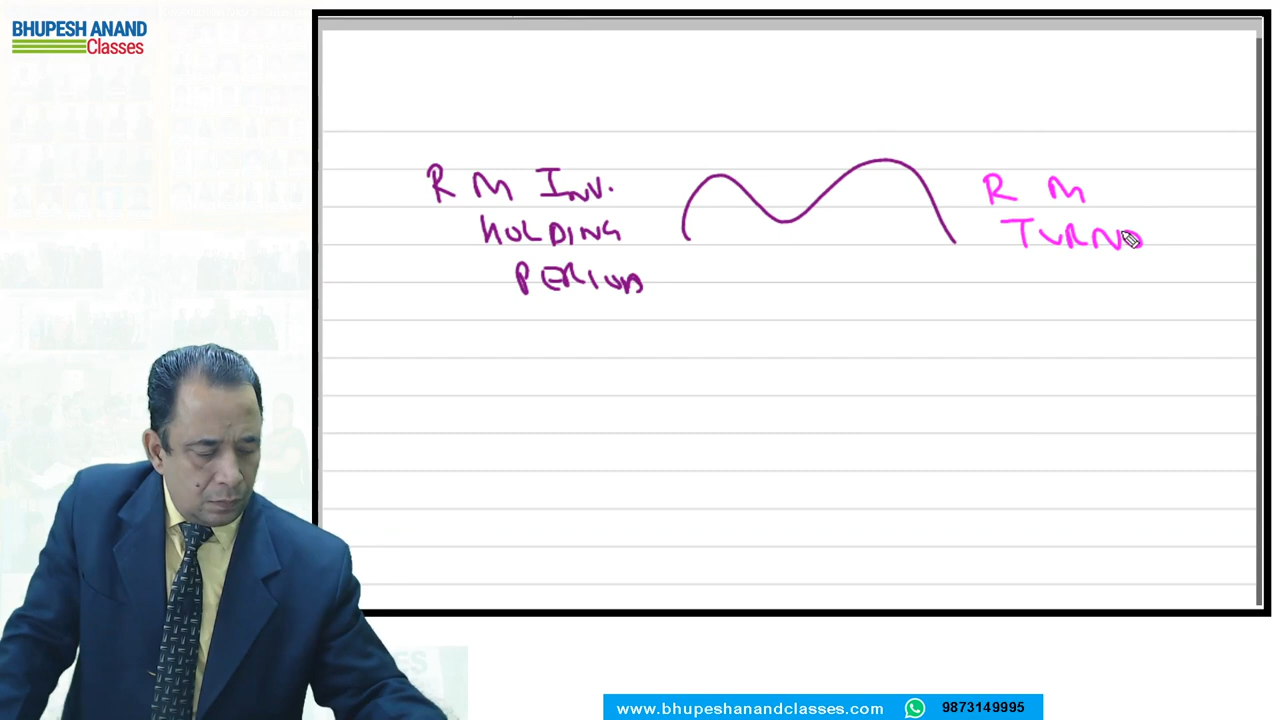 BHUPESH ANAND
Classes
R M INV.
HOLDING
PERIOD
R M
TURNO
www.bhupeshanandclasses.com
9873149995